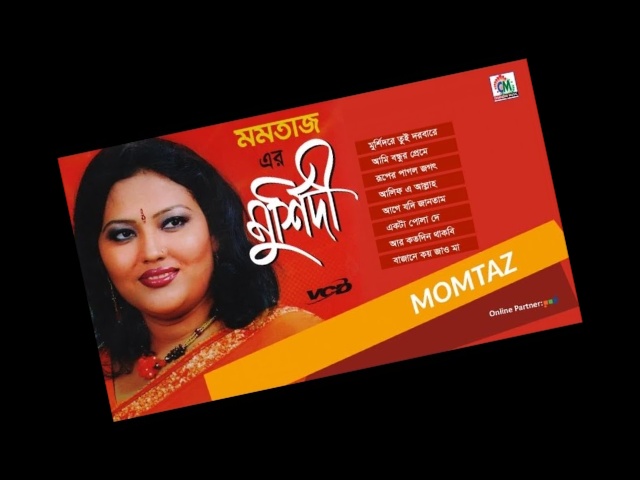 মমতাজ
এর
মুর্শিদী
VCD
মুর্শিদরে তুই দরবারে
আমি বন্ধুর প্রেমে
রূপের পাগল জগৎ
আলিফ এ আল্লাহ
আগে যদি জানতাম
একটা পোলা দে
আর কতদিন থাকবি
বাজানে কয় জাও মা
MOMTAZ
Online Partner:
CM